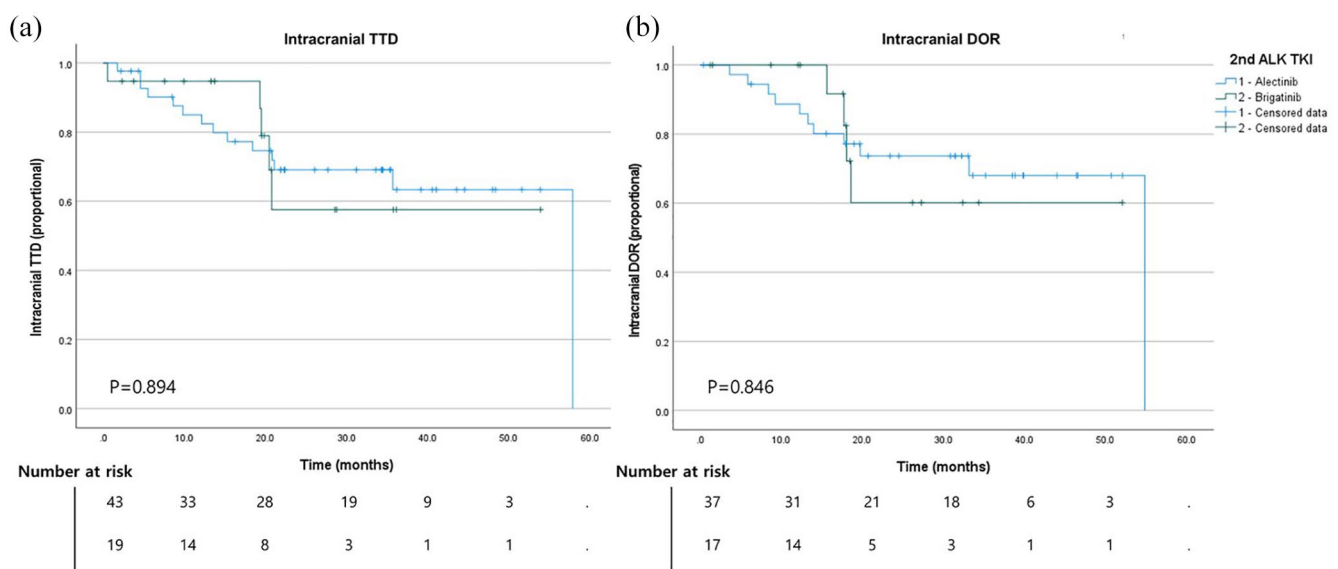 (a)
Intracranial TTD
Intracranial TTD (proportional)
1.0
0.8
0.6
0.4
0.2
0.0
P=0.894
.0 10.0 20.0 30.0 40.0 50.0 60.0
Time (months)
Number at risk
43 33 28 19 9 3 .
19 14 8 3 1 1 .
(b)
Intracranial DOR
Intracranial DOR (proportional)
1.0
0.8
0.6
0.4
0.2
0.0
P=0.846
.0 10.0 20.0 30.0 40.0 50.0 60.0
Time (months)
Number at risk
37 31 21 18 6 3 .
17 14 5 3 1 1 .
2nd ALK TKI
1 - Alectinib
2 - Brigatinib
1 - Censored data
2 - Censored data